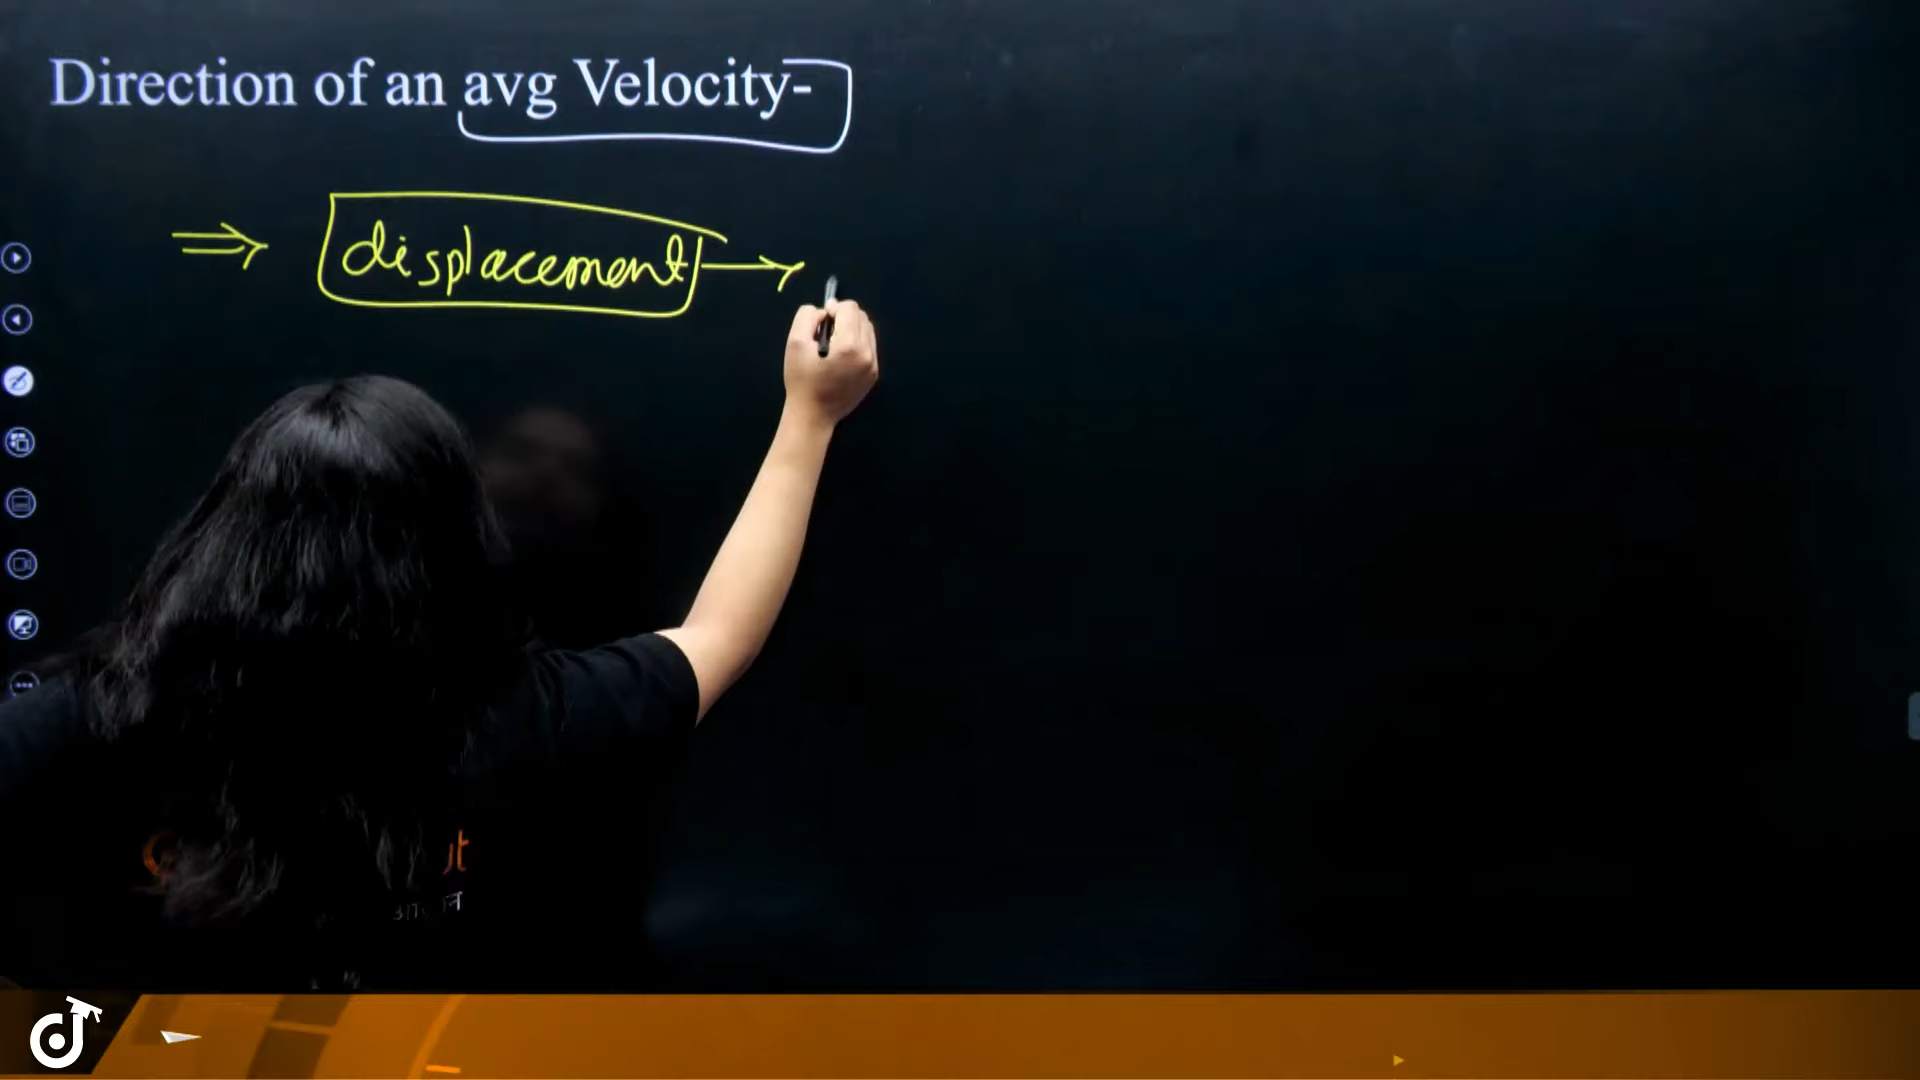 Direction of an avg Velocity-
⇒ displacement →